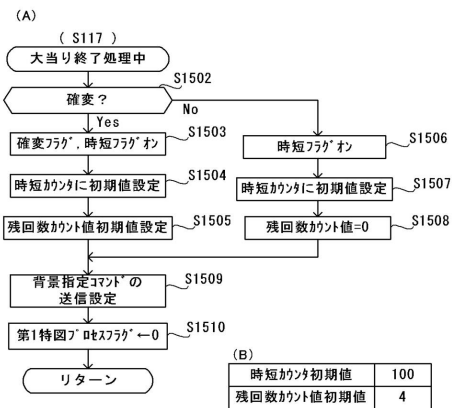 (A)
( S117 )
大当り終了処理中
S1502
確変?
No
Yes
S1503
確変ﾌﾗｸﾞ,時短ﾌﾗｸﾞｵﾝ
時短ﾌﾗｸﾞｵﾝ
S1506
S1504
時短ｶｳﾝﾀに初期値設定
時短ｶｳﾝﾀに初期値設定
S1507
S1505
残回数ｶｳﾝﾄ値初期値設定
残回数ｶｳﾝﾄ値=0
S1508
背景指定ｺﾏﾝﾄﾞの
送信設定
S1509
第1特図ﾌﾟﾛｾｽﾌﾗｸﾞ←0
S1510
リターン
(B)
時短ｶｳﾝﾀ初期値 100
残回数ｶｳﾝﾄ値初期値 4